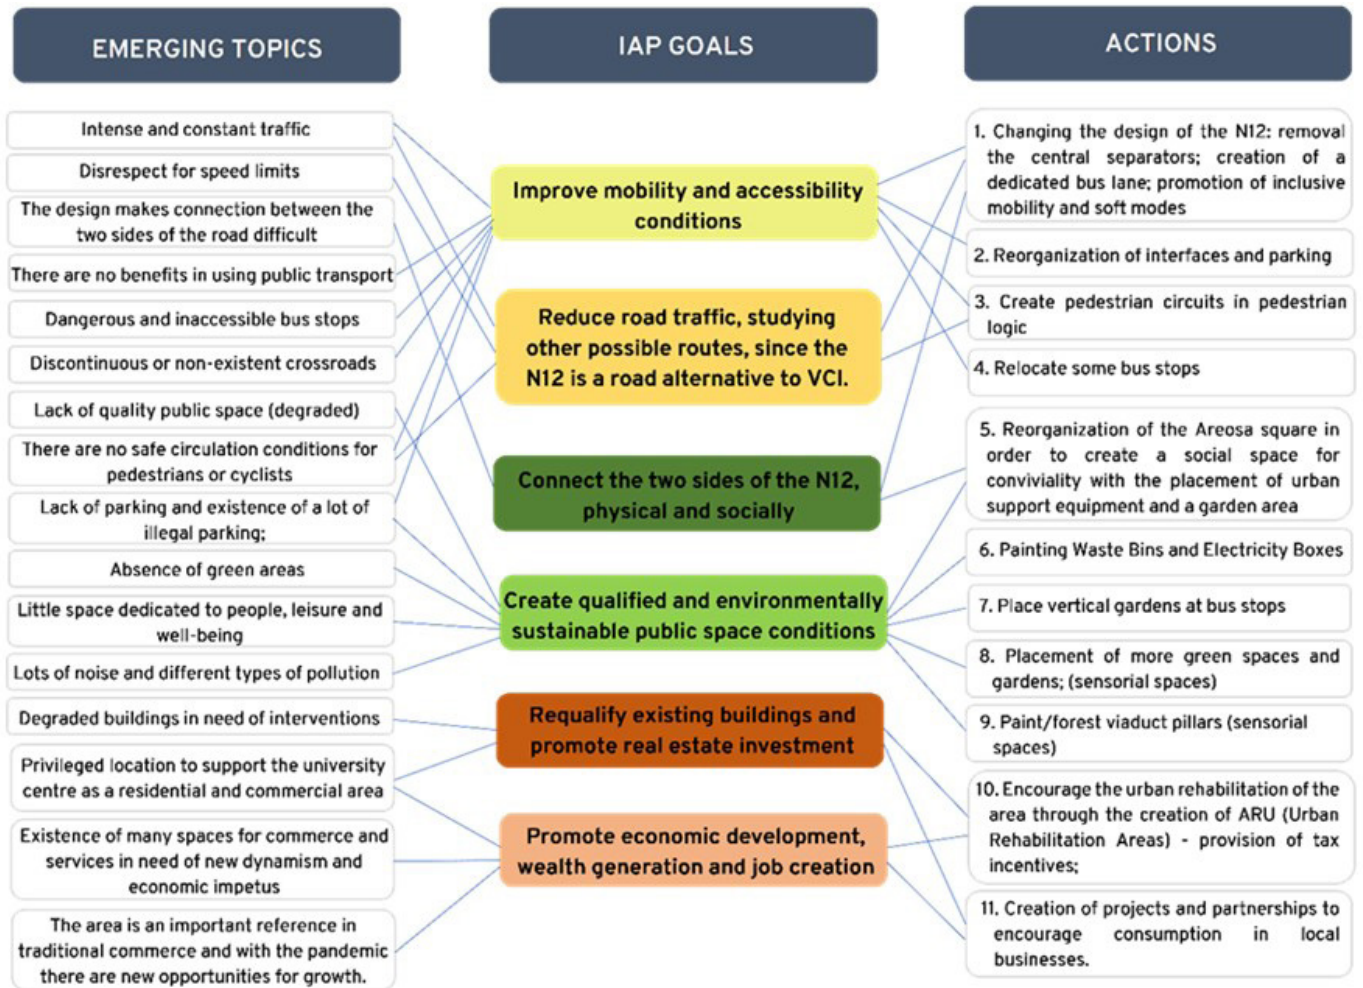 EMERGING TOPICS
Intense and constant traffic
Disrespect for speed limits
The design makes connection between the
two sides of the road difficult
There are no benefits in using public transport
Dangerous and inaccessible bus stops
Discontinuous or non-existent crossroads
Lack of quality public space (degraded)
There are no safe circulation conditions for
pedestrians or cyclists
Lack of parking and existence of a lot of
illegal parking;
Absence of green areas
Little space dedicated to people, leisure and
well-being
Lots of noise and different types of pollution
Degraded buildings in need of interventions
Privileged location to support the university
centre as a residential and commercial area
Existence of many spaces for commerce and
services in need of new dynamism and
economic impetus
The area is an important reference in
traditional commerce and with the pandemic
there are new opportunities for growth.
IAP GOALS
Improve mobility and accessibility
conditions
Reduce road traffic, studying
other possible routes, since the
N12 is a road alternative to VCI.
Connect the two sides of the N12,
physical and socially
Create qualified and environmentally
sustainable public space conditions
Requalify existing buildings and
promote real estate investment
Promote economic development,
wealth generation and job creation
ACTIONS
1. Changing the design of the N12: removal
the central separators; creation of a
dedicated bus lane; promotion of inclusive
mobility and soft modes
2. Reorganization of interfaces and parking
3. Create pedestrian circuits in pedestrian
logic
4. Relocate some bus stops
5. Reorganization of the Areosa square in
order to create a social space for
conviviality with the placement of urban
support equipment and a garden area
6. Painting Waste Bins and Electricity Boxes
7. Place vertical gardens at bus stops
8. Placement of more green spaces and
gardens; (sensorial spaces)
9. Paint/forest viaduct pillars (sensorial
spaces)
10. Encourage the urban rehabilitation of the
area through the creation of ARU (Urban
Rehabilitation Areas) - provision of tax
incentives;
11. Creation of projects and partnerships to
encourage consumption in local
businesses.